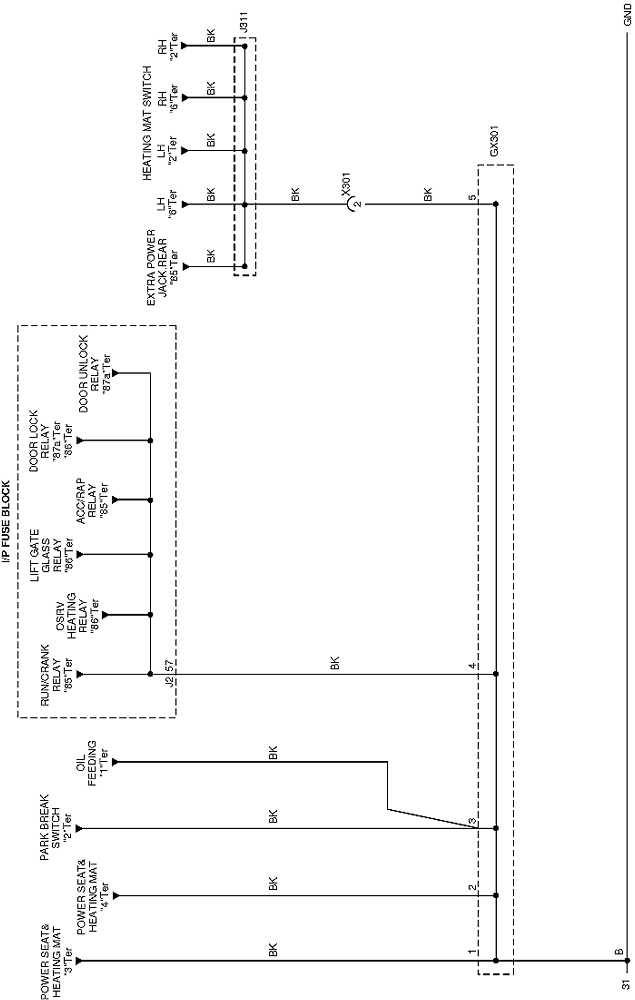 I/P FUSE BLOCK
POWER SEAT&
HEATING MAT
"3"Ter
POWER SEAT&
HEATING MAT
"4"Ter
PARK BREAK
SWITCH
"2"Ter
OIL
FEEDING
"1"Ter
RUN/CRANK
RELAY
"85"Ter
OSRV
HEATING
RELAY
"86"Ter
LIFT GATE
GLASS
RELAY
"86"Ter
ACC/RAP
RELAY
"85"Ter
DOOR LOCK
RELAY
"87a"Ter
"86"Ter
DOOR UNLOCK
RELAY
"87a"Ter
EXTRA POWER
JACK.REAR
"85"Ter
HEATING MAT SWITCH
LH
"6"Ter
LH
"2"Ter
RH
"6"Ter
RH
"2"Ter
BK
BK
BK
BK
BK
J311
J2
57
BK
X301
2
BK
BK
BK
BK
BK
BK
1
2
3
4
5
GX301
B
31
GND